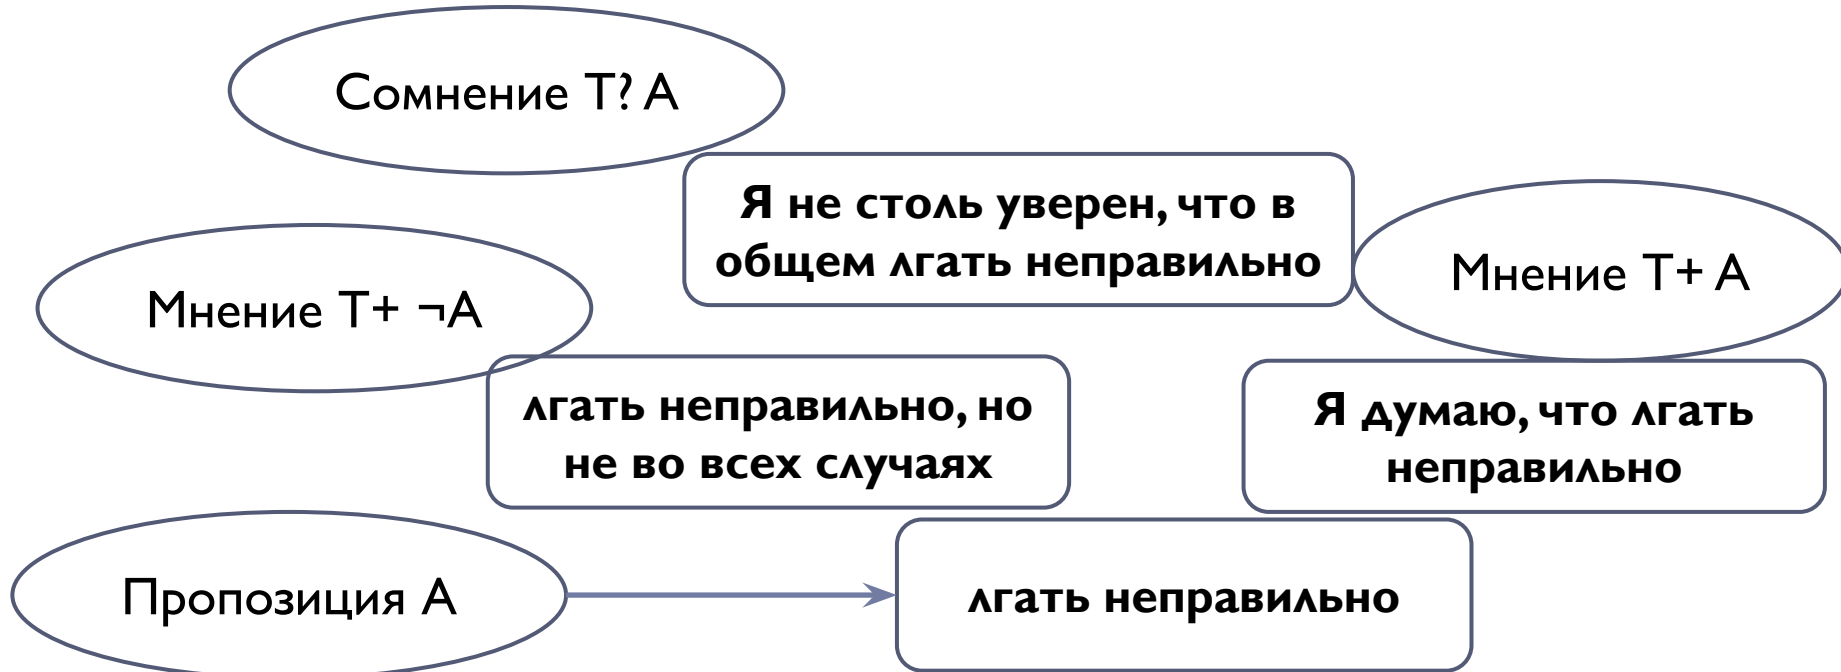 Сомнение Т? А
Я не столь уверен, что в
общем лгать неправильно
Мнение Т+ А
Мнение Т+ ¬А
лгать неправильно, но
не во всех случаях
Я думаю, что лгать
неправильно
Пропозиция А
лгать неправильно